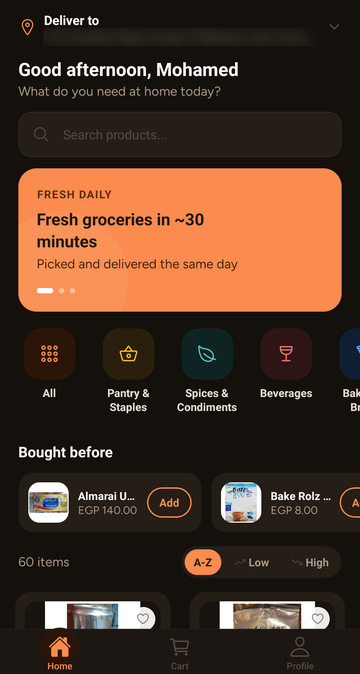 Deliver to
Good afternoon, Mohamed
What do you need at home today?
Search products...
FRESH DAILY
Fresh groceries in ~30
minutes
Picked and delivered the same day
All
Pantry &
Staples
Spices &
Condiments
Beverages
Bak
Br
Bought before
Almarai U...
EGP 140.00
Add
Bake Rolz ...
EGP 8.00
A
60 items
A-Z
Low
High
Home
Cart
Profile